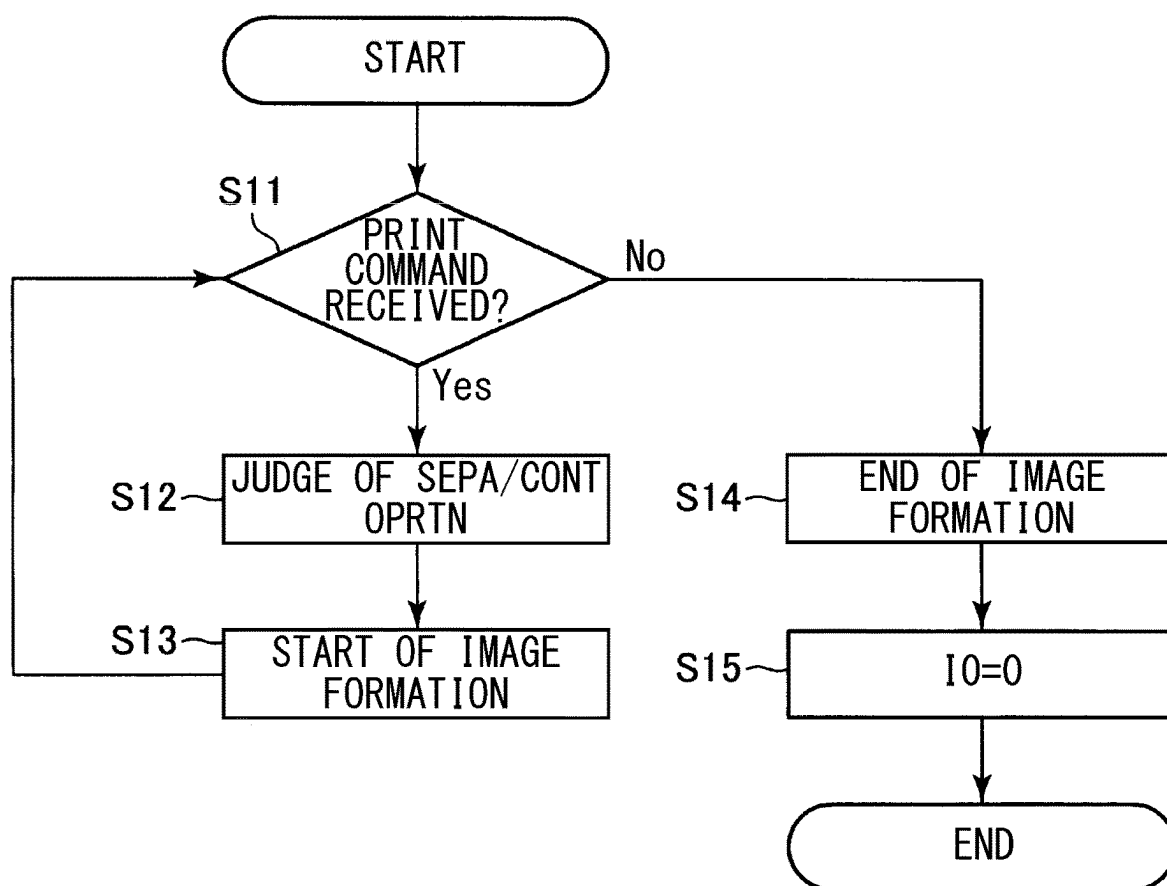 START
S11
PRINT
COMMAND
RECEIVED?
No
Yes
S12
JUDGE OF SEPA/CONT
OPRTN
S13
START OF IMAGE
FORMATION
S14
END OF IMAGE
FORMATION
S15
I0=0
END